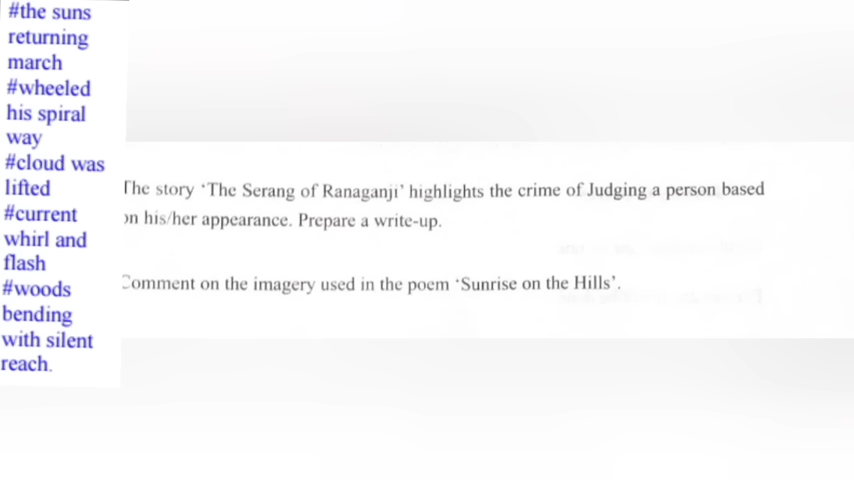 #the suns
returning
march
#wheeled
his spiral
way
#cloud was
lifted
#current
whirl and
flash
#woods
bending
with silent
reach.
The story ‘The Serang of Ranaganji’ highlights the crime of Judging a person based
on his/her appearance. Prepare a write-up.
Comment on the imagery used in the poem ‘Sunrise on the Hills’.